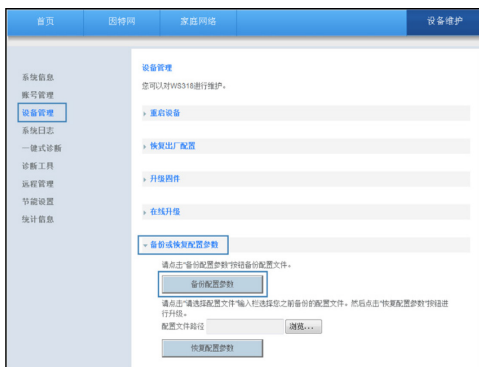 首页 因特网 家庭网络 设备维护
系统信息
账号管理
设备管理
系统日志
一键式诊断
诊断工具
远程管理
节能设置
统计信息
设备管理
您可以对WS318进行维护。
重启设备
恢复出厂配置
升级固件
在线升级
备份或恢复配置参数
请点击"备份配置参数"按钮备份配置文件。
备份配置参数
请点击"请选择配置文件"输入栏选择您之前备份的配置文件。然后点击"恢复配置参数"按钮进
行升级。
配置文件路径 浏览...
恢复配置参数